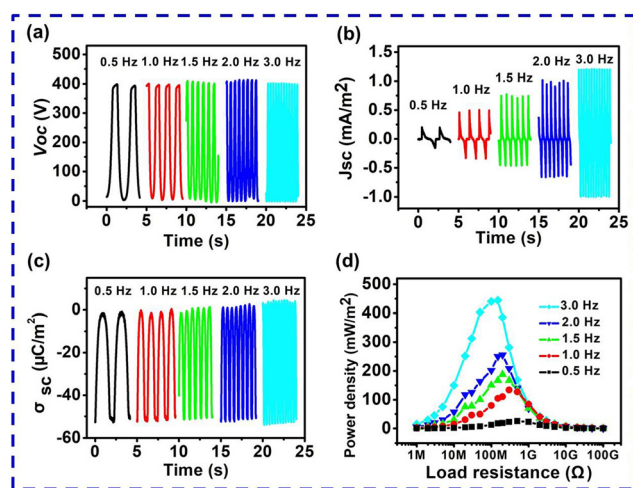 (a)
500
400
300
200
100
0
Voc (V)
0.5 Hz 1.0 Hz 1.5 Hz 2.0 Hz 3.0 Hz
0 5 10 15 20 25
Time (s)
(b)
1.5
1.0
0.5
0.0
-0.5
-1.0
Jsc (mA/m²)
0.5 Hz
1.0 Hz
1.5 Hz
2.0 Hz
3.0 Hz
0 5 10 15 20 25
Time (s)
(c)
0
-20
-40
-60
σ sc (µC/m²)
0.5 Hz 1.0 Hz 1.5 Hz 2.0 Hz 3.0 Hz
0 5 10 15 20 25
Time (s)
(d)
500
400
300
200
100
0
Power density (mW/m²)
3.0 Hz
2.0 Hz
1.5 Hz
1.0 Hz
0.5 Hz
1M 10M 100M 1G 10G 100G
Load resistance (Ω)